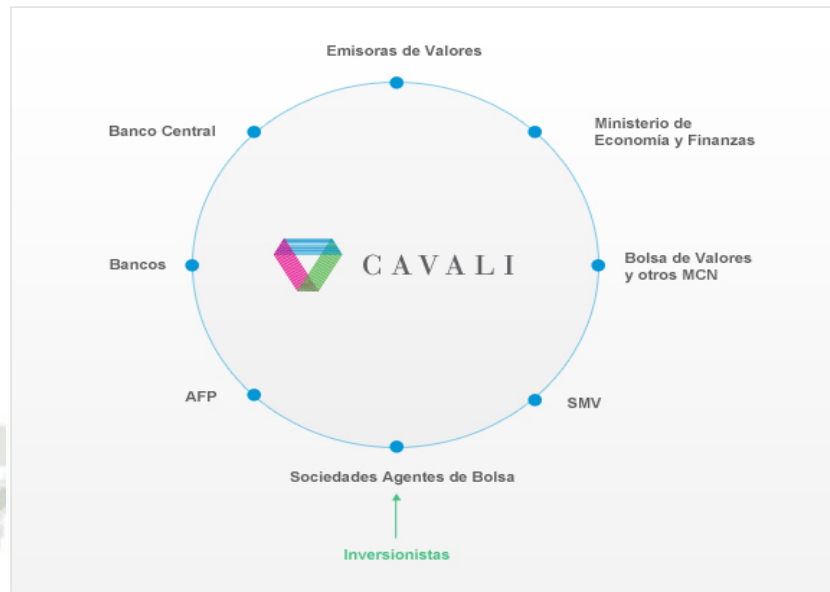 Emisoras de Valores
Banco Central
Ministerio de
Economía y Finanzas
Bancos
CAVALI
Bolsa de Valores
y otros MCN
AFP
SMV
Sociedades Agentes de Bolsa
Inversionistas